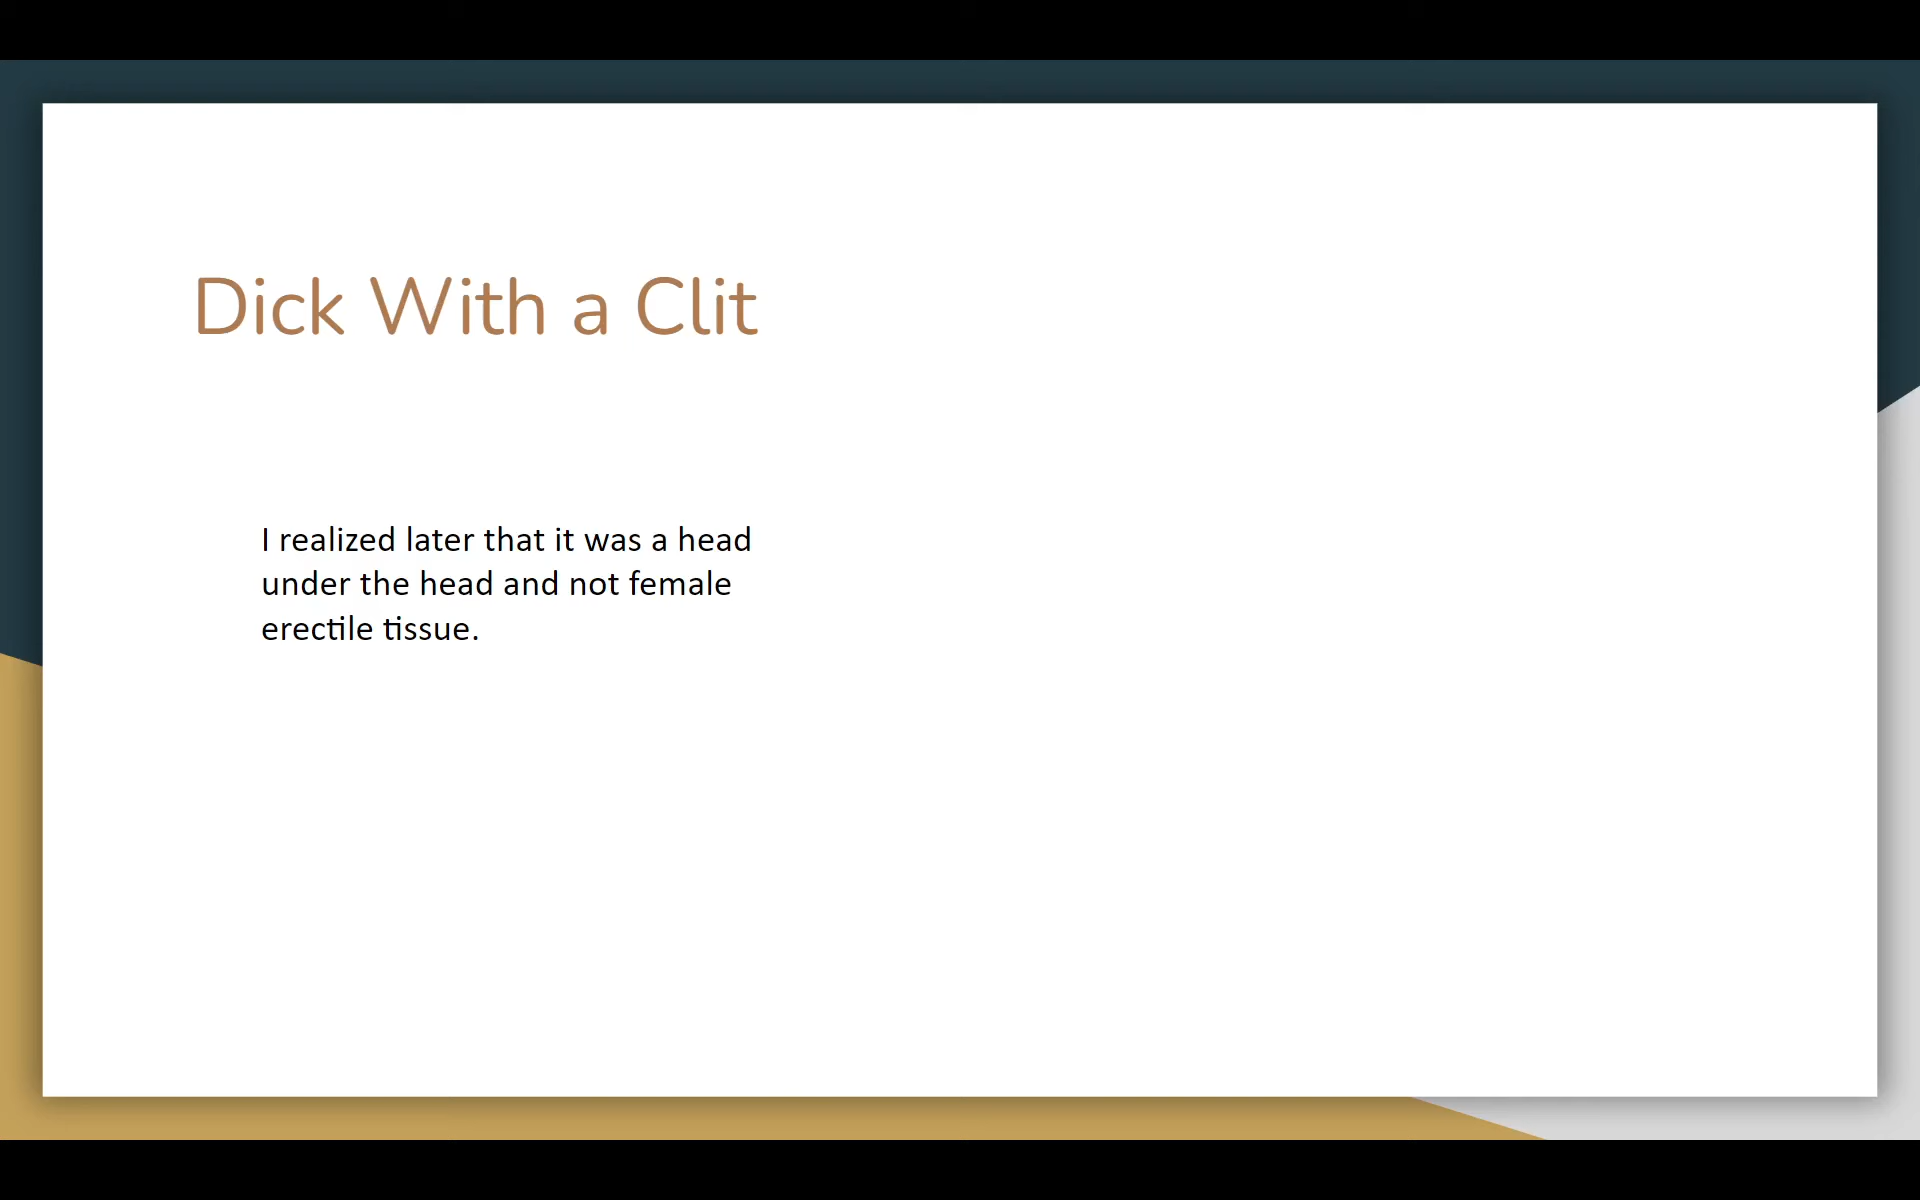 Dick With a Clit
I realized later that it was a head
under the head and not female
erectile tissue.